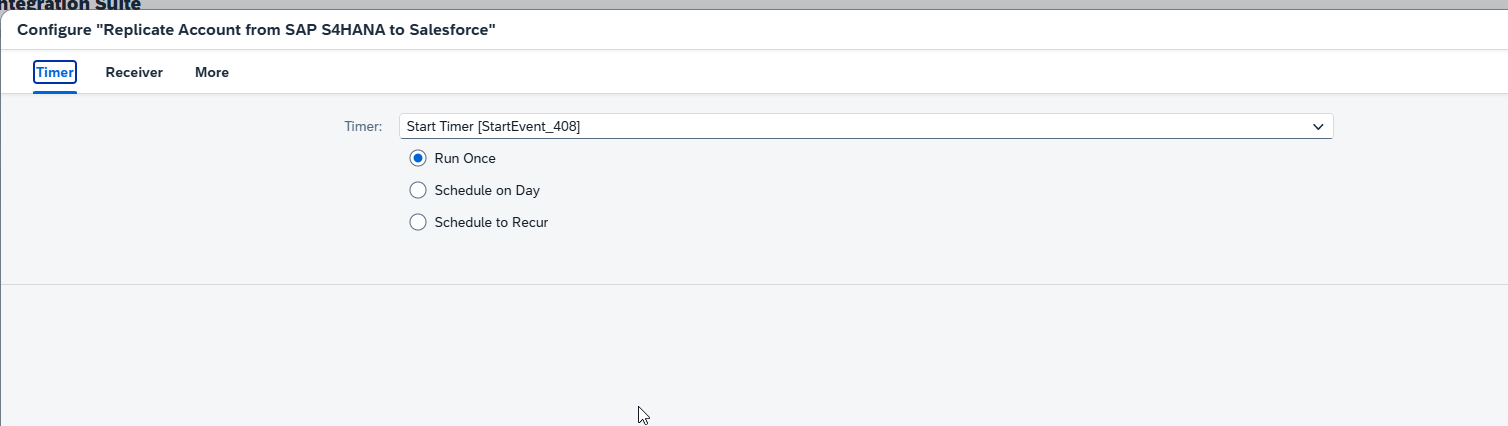 ntegration Suite
Configure "Replicate Account from SAP S4HANA to Salesforce"
Timer Receiver More
Timer: Start Timer [StartEvent_408]
Run Once
Schedule on Day
Schedule to Recur